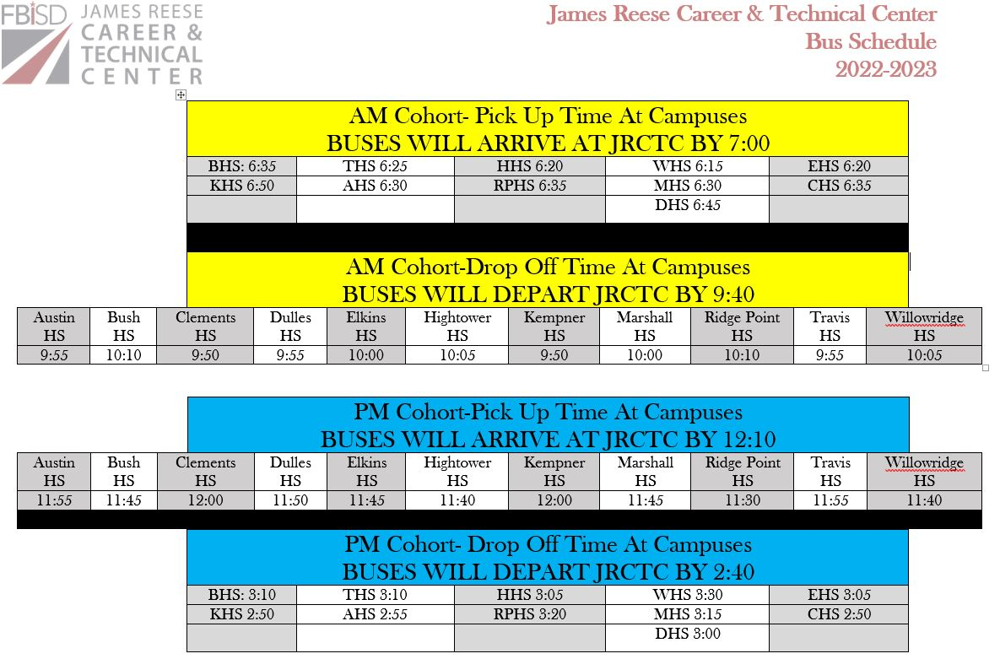 FBiSD
JAMES REESE
CAREER &
TECHNICAL
CENTER
James Reese Career & Technical Center
Bus Schedule
2022-2023
AM Cohort- Pick Up Time At Campuses
BUSES WILL ARRIVE AT JRCTC BY 7:00
BHS: 6:35 THS 6:25 HHS 6:20 WHS 6:15 EHS 6:20
KHS 6:50 AHS 6:30 RPHS 6:35 MHS 6:30 CHS 6:35
DHS 6:45
AM Cohort-Drop Off Time At Campuses
BUSES WILL DEPART JRCTC BY 9:40
Austin Bush Clements Dulles Elkins Hightower Kempner Marshall Ridge Point Travis Willowridge
HS HS HS HS HS HS HS HS HS HS HS
9:55 10:10 9:50 9:55 10:00 10:05 9:50 10:00 10:10 9:55 10:05
PM Cohort-Pick Up Time At Campuses
BUSES WILL ARRIVE AT JRCTC BY 12:10
Austin Bush Clements Dulles Elkins Hightower Kempner Marshall Ridge Point Travis Willowridge
HS HS HS HS HS HS HS HS HS HS HS
11:55 11:45 12:00 11:50 11:45 11:40 12:00 11:45 11:30 11:55 11:40
PM Cohort- Drop Off Time At Campuses
BUSES WILL DEPART JRCTC BY 2:40
BHS: 3:10 THS 3:10 HHS 3:05 WHS 3:30 EHS 3:05
KHS 2:50 AHS 2:55 RPHS 3:20 MHS 3:15 CHS 2:50
DHS 3:00